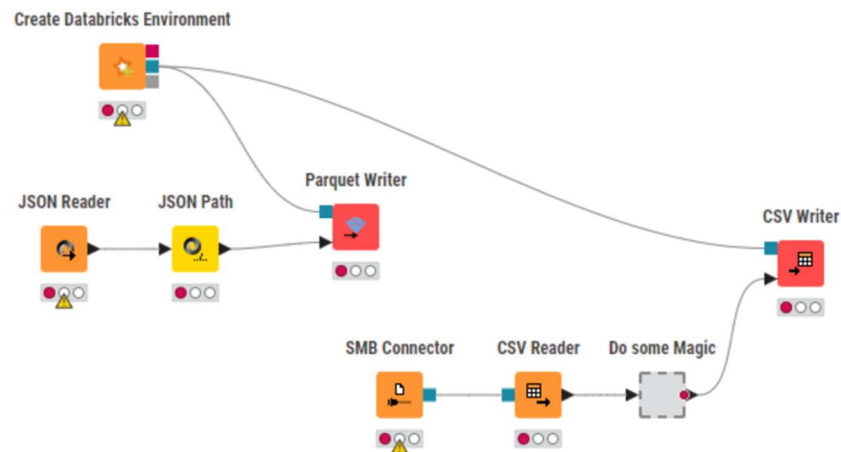 Create Databricks Environment
Parquet Writer
JSON Reader
JSON Path
CSV Writer
SMB Connector
CSV Reader
Do some Magic